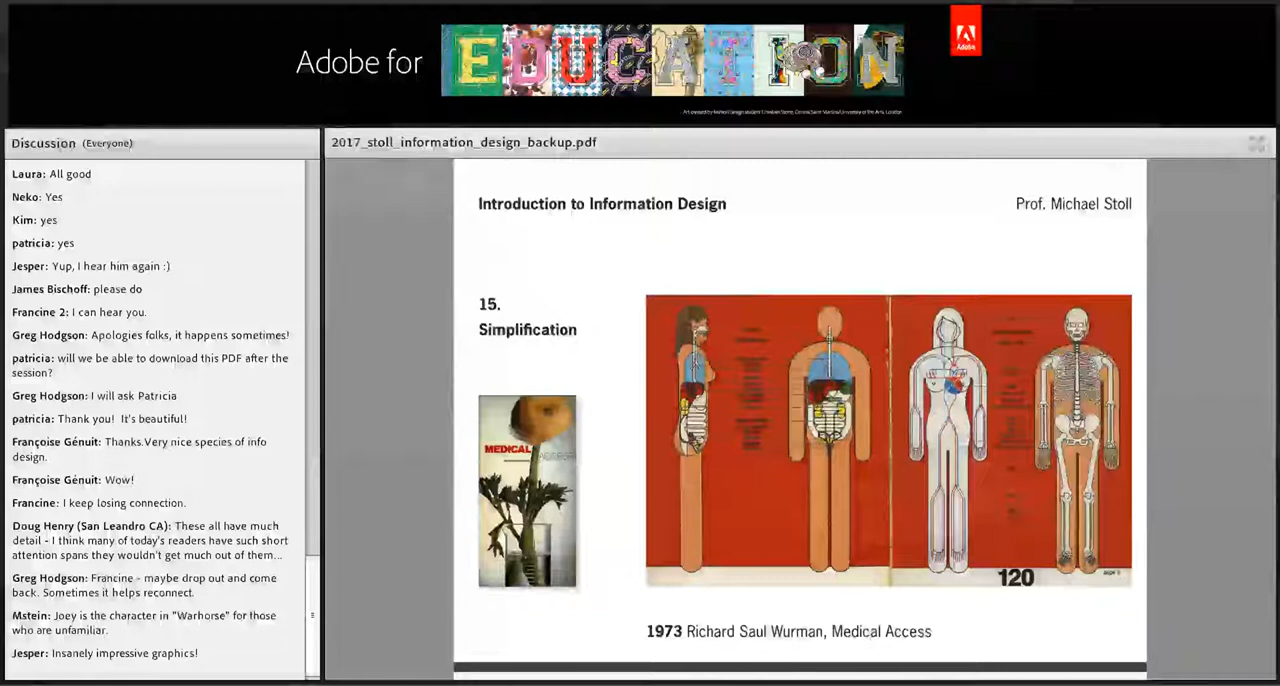 Adobe for EDUCATION
Adobe
Discussion (Everyone)
Laura: All good
Neko: Yes
Kim: yes
patricia: yes
Jesper: Yup, I hear him again :)
James Bischoff: please do
Francine 2: I can hear you.
Greg Hodgson: Apologies folks, it happens sometimes!
patricia: will we be able to download this PDF after the
session?
Greg Hodgson: I will ask Patricia
patricia: Thank you! It's beautiful!
Françoise Génuit: Thanks.Very nice species of info
design.
Françoise Génuit: Wow!
Francine: I keep losing connection.
Doug Henry (San Leandro CA): These all have much
detail - I think many of today's readers have such short
attention spans they wouldn't get much out of them...
Greg Hodgson: Francine - maybe drop out and come
back. Sometimes it helps reconnect.
Mstein: Joey is the character in "Warhorse" for those
who are unfamiliar.
Jesper: Insanely impressive graphics!
2017_stoll_information_design_backup.pdf
Introduction to Information Design
Prof. Michael Stoll
15.
Simplification
MEDICAL
120
1973 Richard Saul Wurman, Medical Access